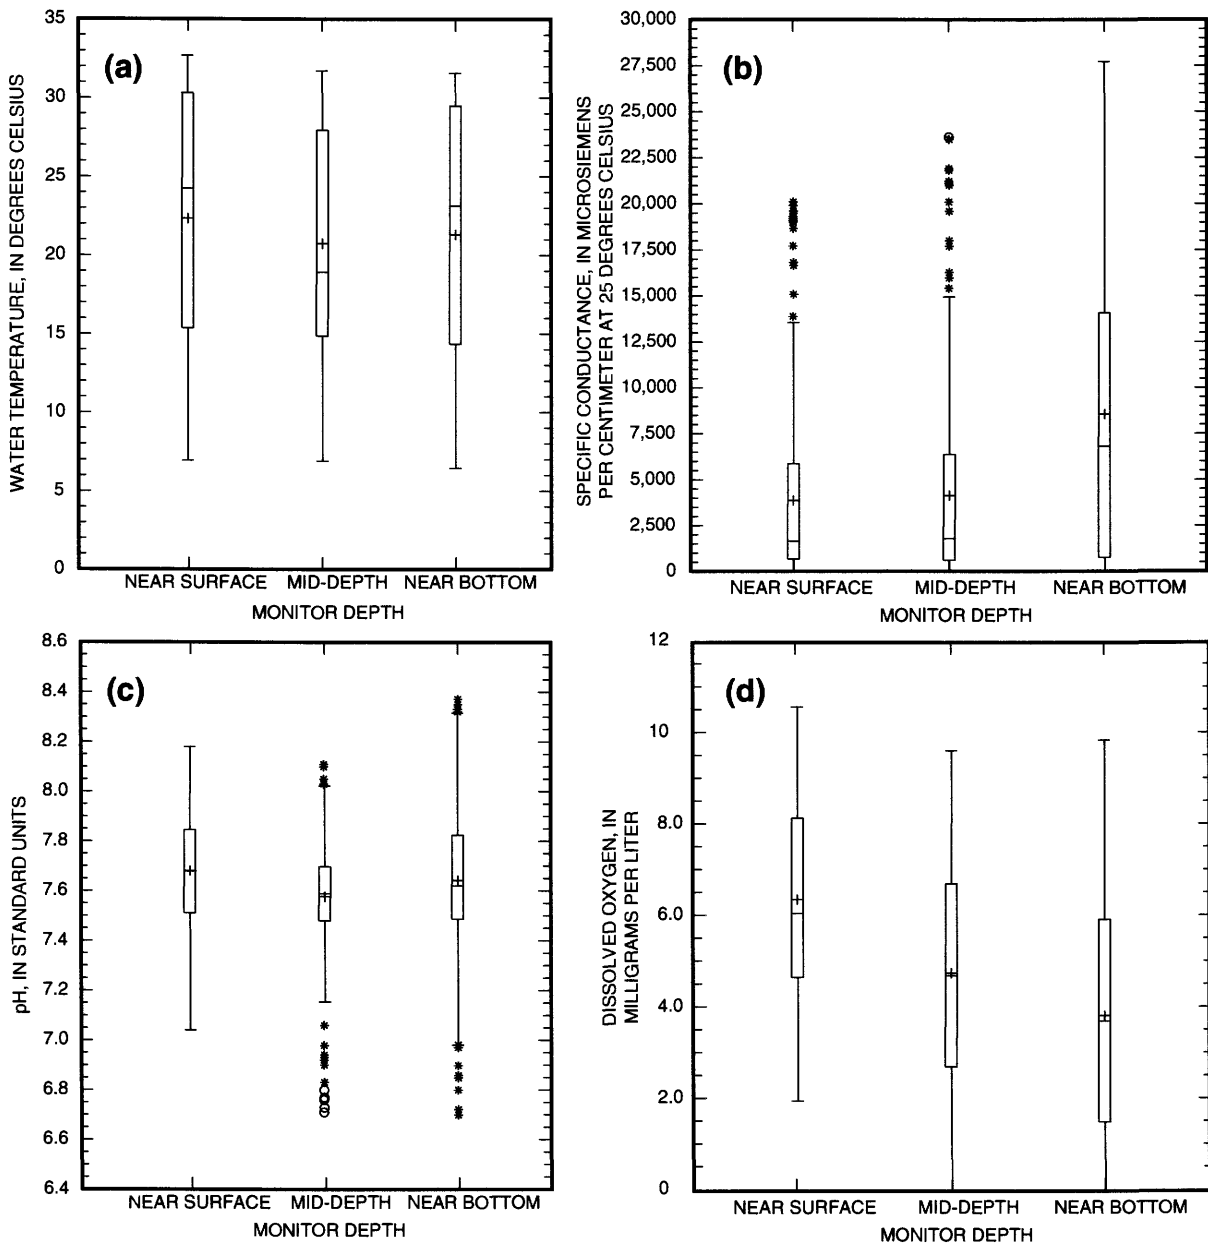 (a)
WATER TEMPERATURE, IN DEGREES CELSIUS
35
30
25
20
15
10
5
0
NEAR SURFACE MID-DEPTH NEAR BOTTOM
MONITOR DEPTH
(b)
SPECIFIC CONDUCTANCE, IN MICROSIEMENS
PER CENTIMETER AT 25 DEGREES CELSIUS
30,000
27,500
25,000
22,500
20,000
17,500
15,000
12,500
10,000
7,500
5,000
2,500
0
NEAR SURFACE MID-DEPTH NEAR BOTTOM
MONITOR DEPTH
(c)
pH, IN STANDARD UNITS
8.6
8.4
8.2
8.0
7.8
7.6
7.4
7.2
7.0
6.8
6.6
6.4
NEAR SURFACE MID-DEPTH NEAR BOTTOM
MONITOR DEPTH
(d)
DISSOLVED OXYGEN, IN
MILLIGRAMS PER LITER
12
10
8.0
6.0
4.0
2.0
0
NEAR SURFACE MID-DEPTH NEAR BOTTOM
MONITOR DEPTH